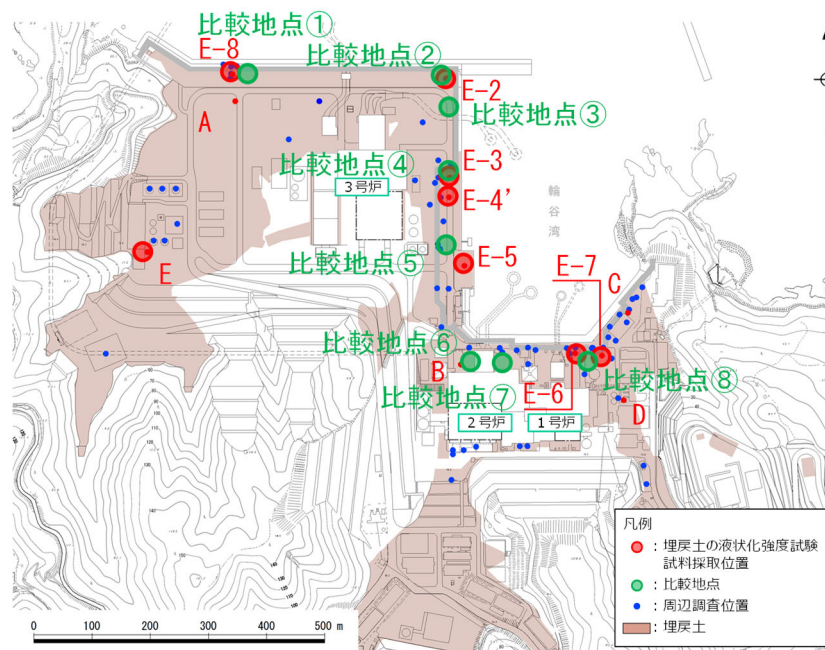 比較地点①
E-8
比較地点②
E-2
A
比較地点③
E-3
比較地点④
3号炉
E-4'
輪谷湾
比較地点⑤
E-5
E
E-7
C
比較地点⑥
B
比較地点⑧
比較地点⑦
E-6
D
2号炉
1号炉
凡例
：埋戻土の液状化強度試験
試料採取位置
：比較地点
：周辺調査位置
：埋戻土
0 100 200 300 400 500 m